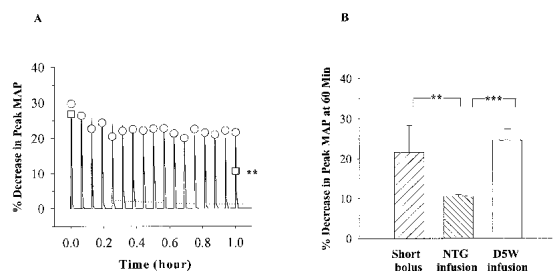 A
% Decrease in Peak MAP
40
30
20
10
0
**
0.0 0.2 0.4 0.6 0.8 1.0
Time (hour)
B
% Decrease in Peak MAP at 60 Min
40
30
20
10
0
** ***
Short bolus
NTG infusion
D5W infusion